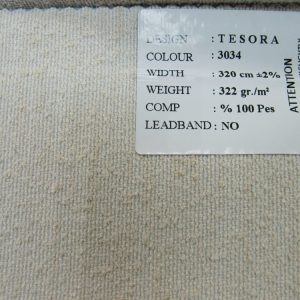 DESIGN : TESORA
COLOUR : 3034
WIDTH : 320 cm ±2%
WEIGHT : 322 gr./m²
COMP : % 100 Pes
LEADBAND : NO
ATTENTION